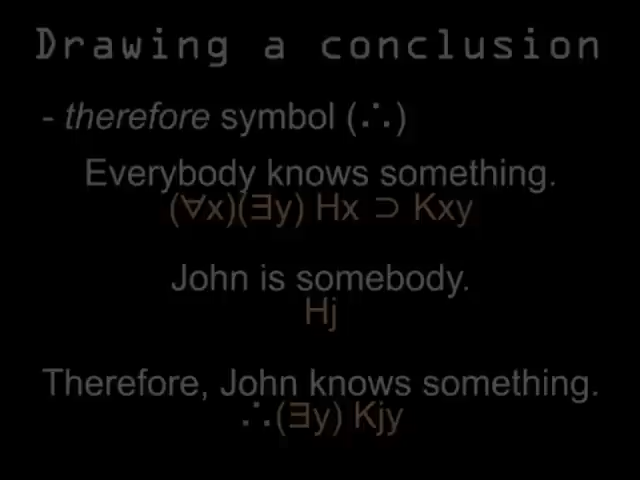 Drawing a conclusion
- therefore symbol (∴)
Everybody knows something.
(∀x)(∃y) Hx ⊃ Kxy
John is somebody.
Hj
Therefore, John knows something.
∴(∃y) Kjy